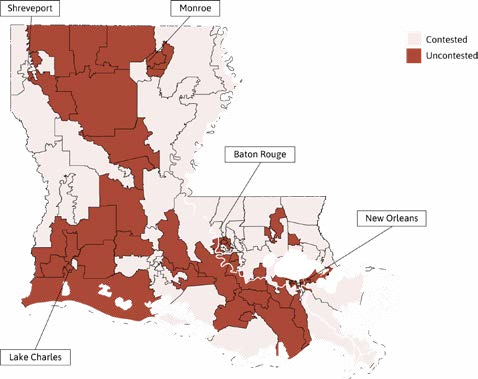 Shreveport
Monroe
Contested
Uncontested
Baton Rouge
New Orleans
Lake Charles